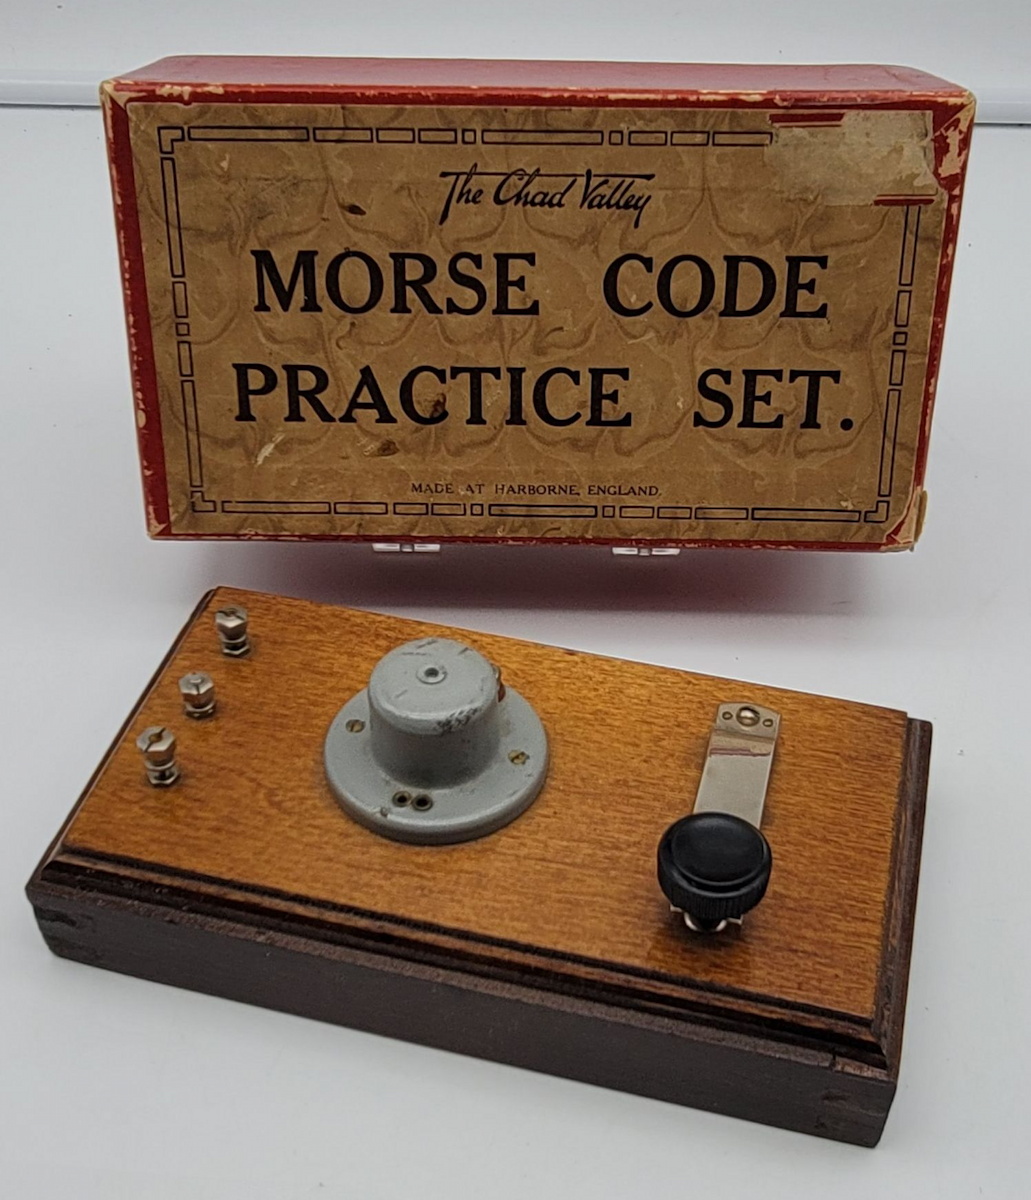 The Chad Valley
MORSE CODE
PRACTICE SET.
MADE AT HARBORNE, ENGLAND.